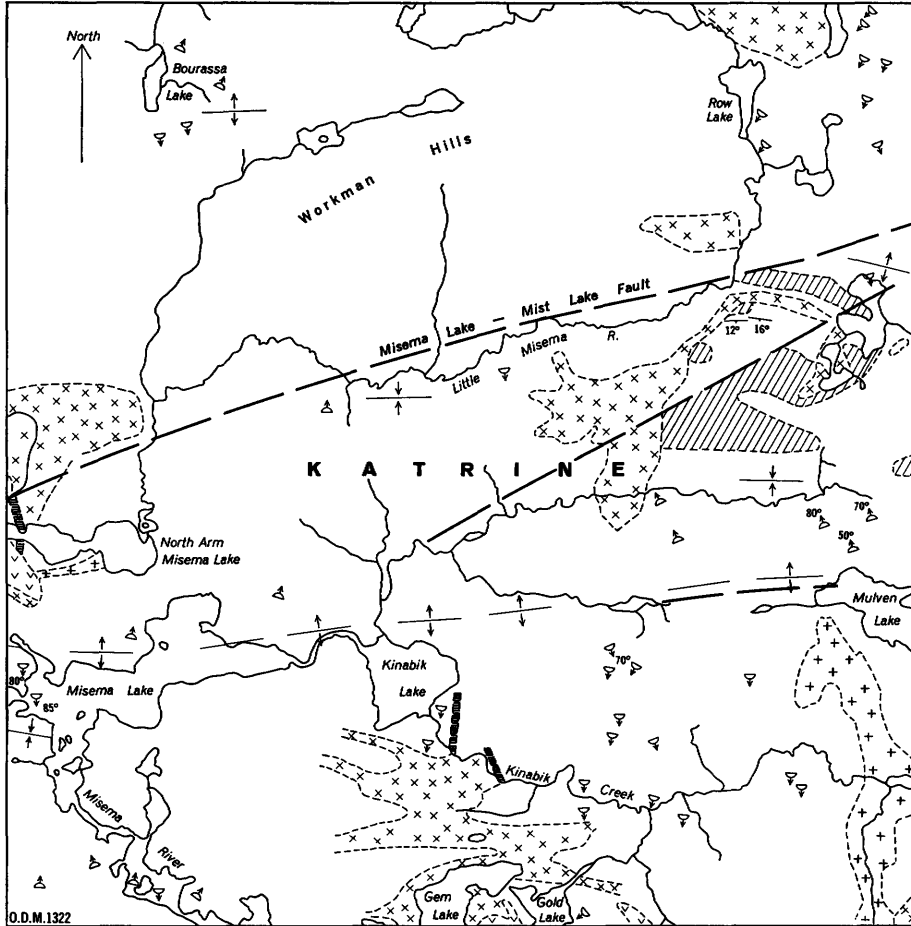 North
Bourassa
Lake
Row
Lake
Workman Hills
Misema Lake - Mist Lake Fault
12° 16°
Little Misema R.
KATRINE
80° 70°
50°
North Arm
Misema Lake
Mulven
Lake
Kinabik
Lake
70°
80°
Misema Lake
85°
Kinabik Creek
Misema River
Gem
Lake
Gold
Lake
O.D.M.1322